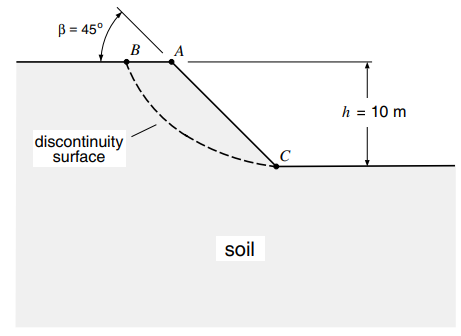 β = 45°
B A
h = 10 m
discontinuity
surface
C
soil